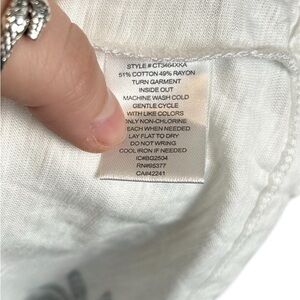 STYLE # CT3464XKA
51% COTTON 49% RAYON
TURN GARMENT
INSIDE OUT
MACHINE WASH COLD
GENTLE CYCLE
WITH LIKE COLORS
ONLY NON-CHLORINE
BLEACH WHEN NEEDED
LAY FLAT TO DRY
DO NOT WRING
COOL IRON IF NEEDED
IC#BG2504
RN#95377
CA#42241